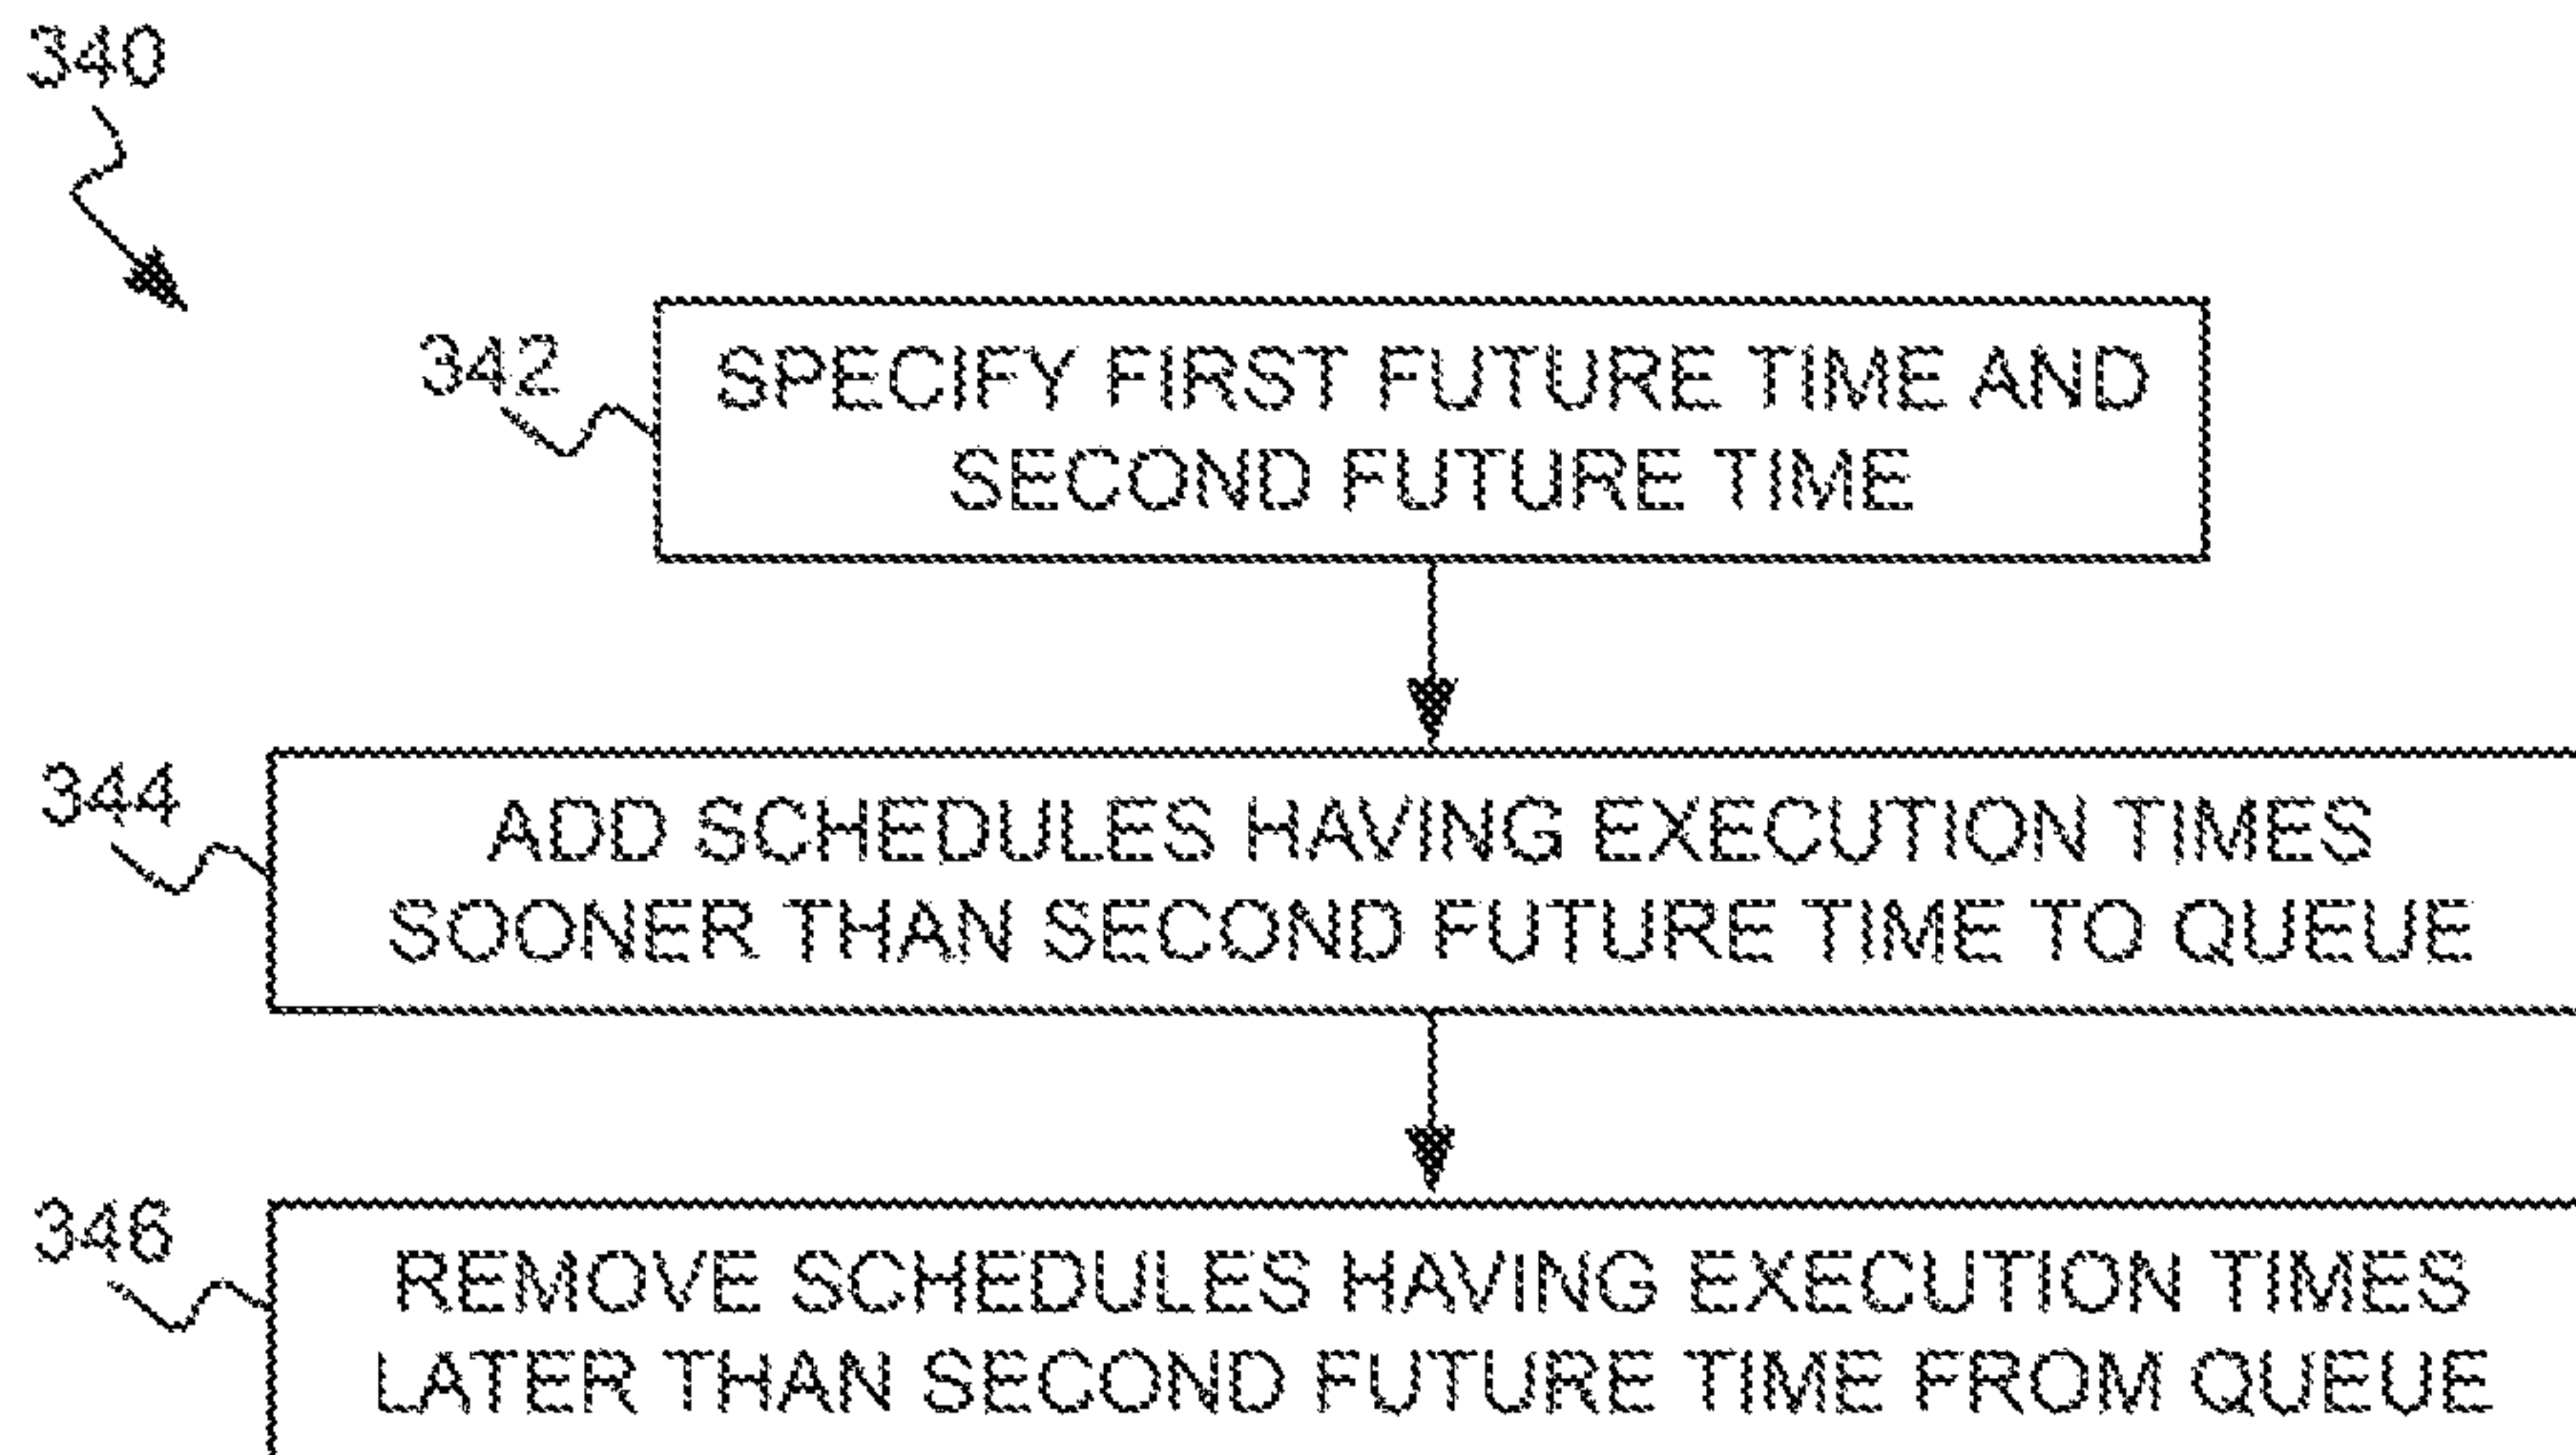 340
342
SPECIFY FIRST FUTURE TIME AND
SECOND FUTURE TIME
344
ADD SCHEDULES HAVING EXECUTION TIMES
SOONER THAN SECOND FUTURE TIME TO QUEUE
346
REMOVE SCHEDULES HAVING EXECUTION TIMES
LATER THAN SECOND FUTURE TIME FROM QUEUE